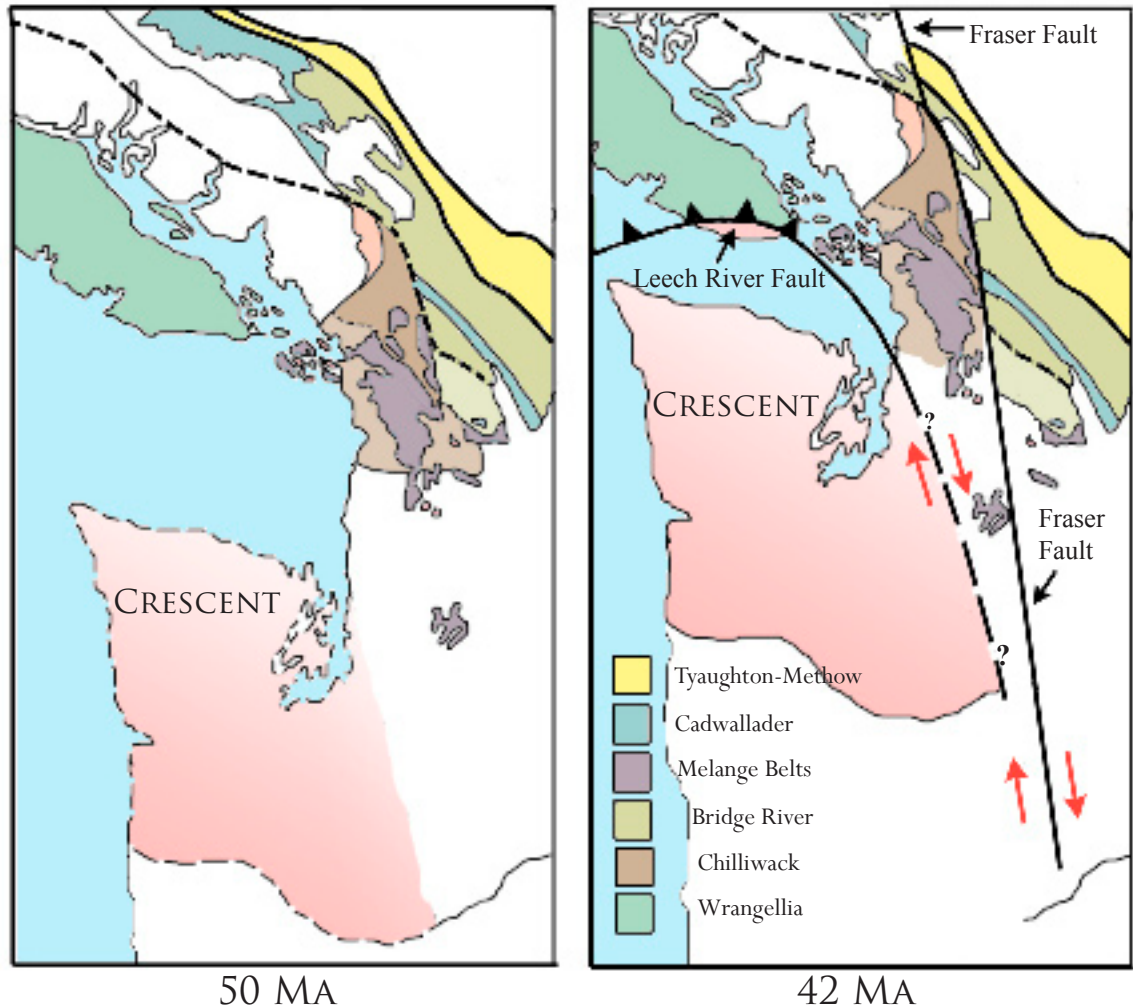 CRESCENT
50 MA
Fraser Fault
Leech River Fault
CRESCENT
?
Fraser
Fault
?
Tyaughton-Methow
Cadwallader
Melange Belts
Bridge River
Chilliwack
Wrangellia
42 MA